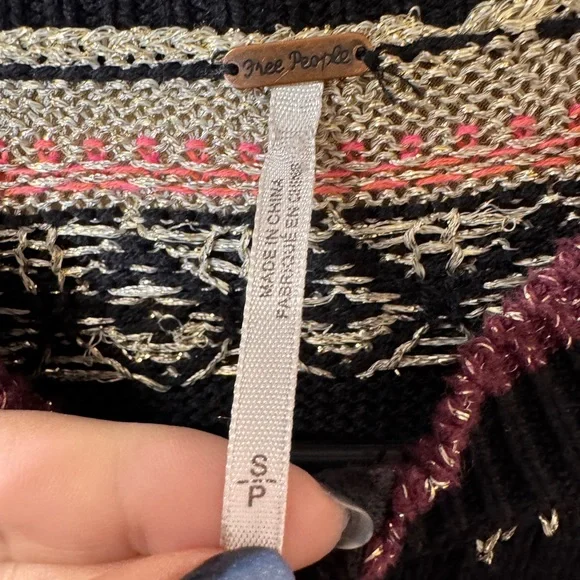 Free People
MADE IN CHINA
FABRIQUÉ EN CHINE
S
P